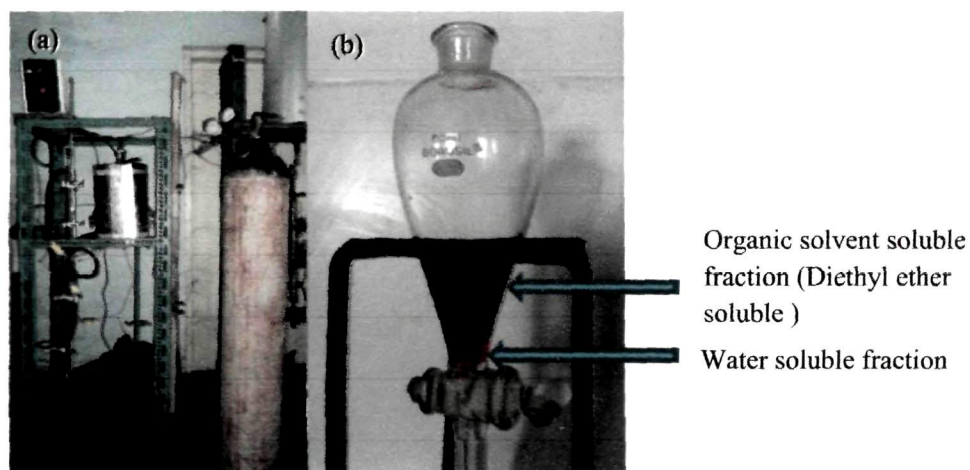 (a)
(b)
Organic solvent soluble
fraction (Diethyl ether
soluble )
Water soluble fraction